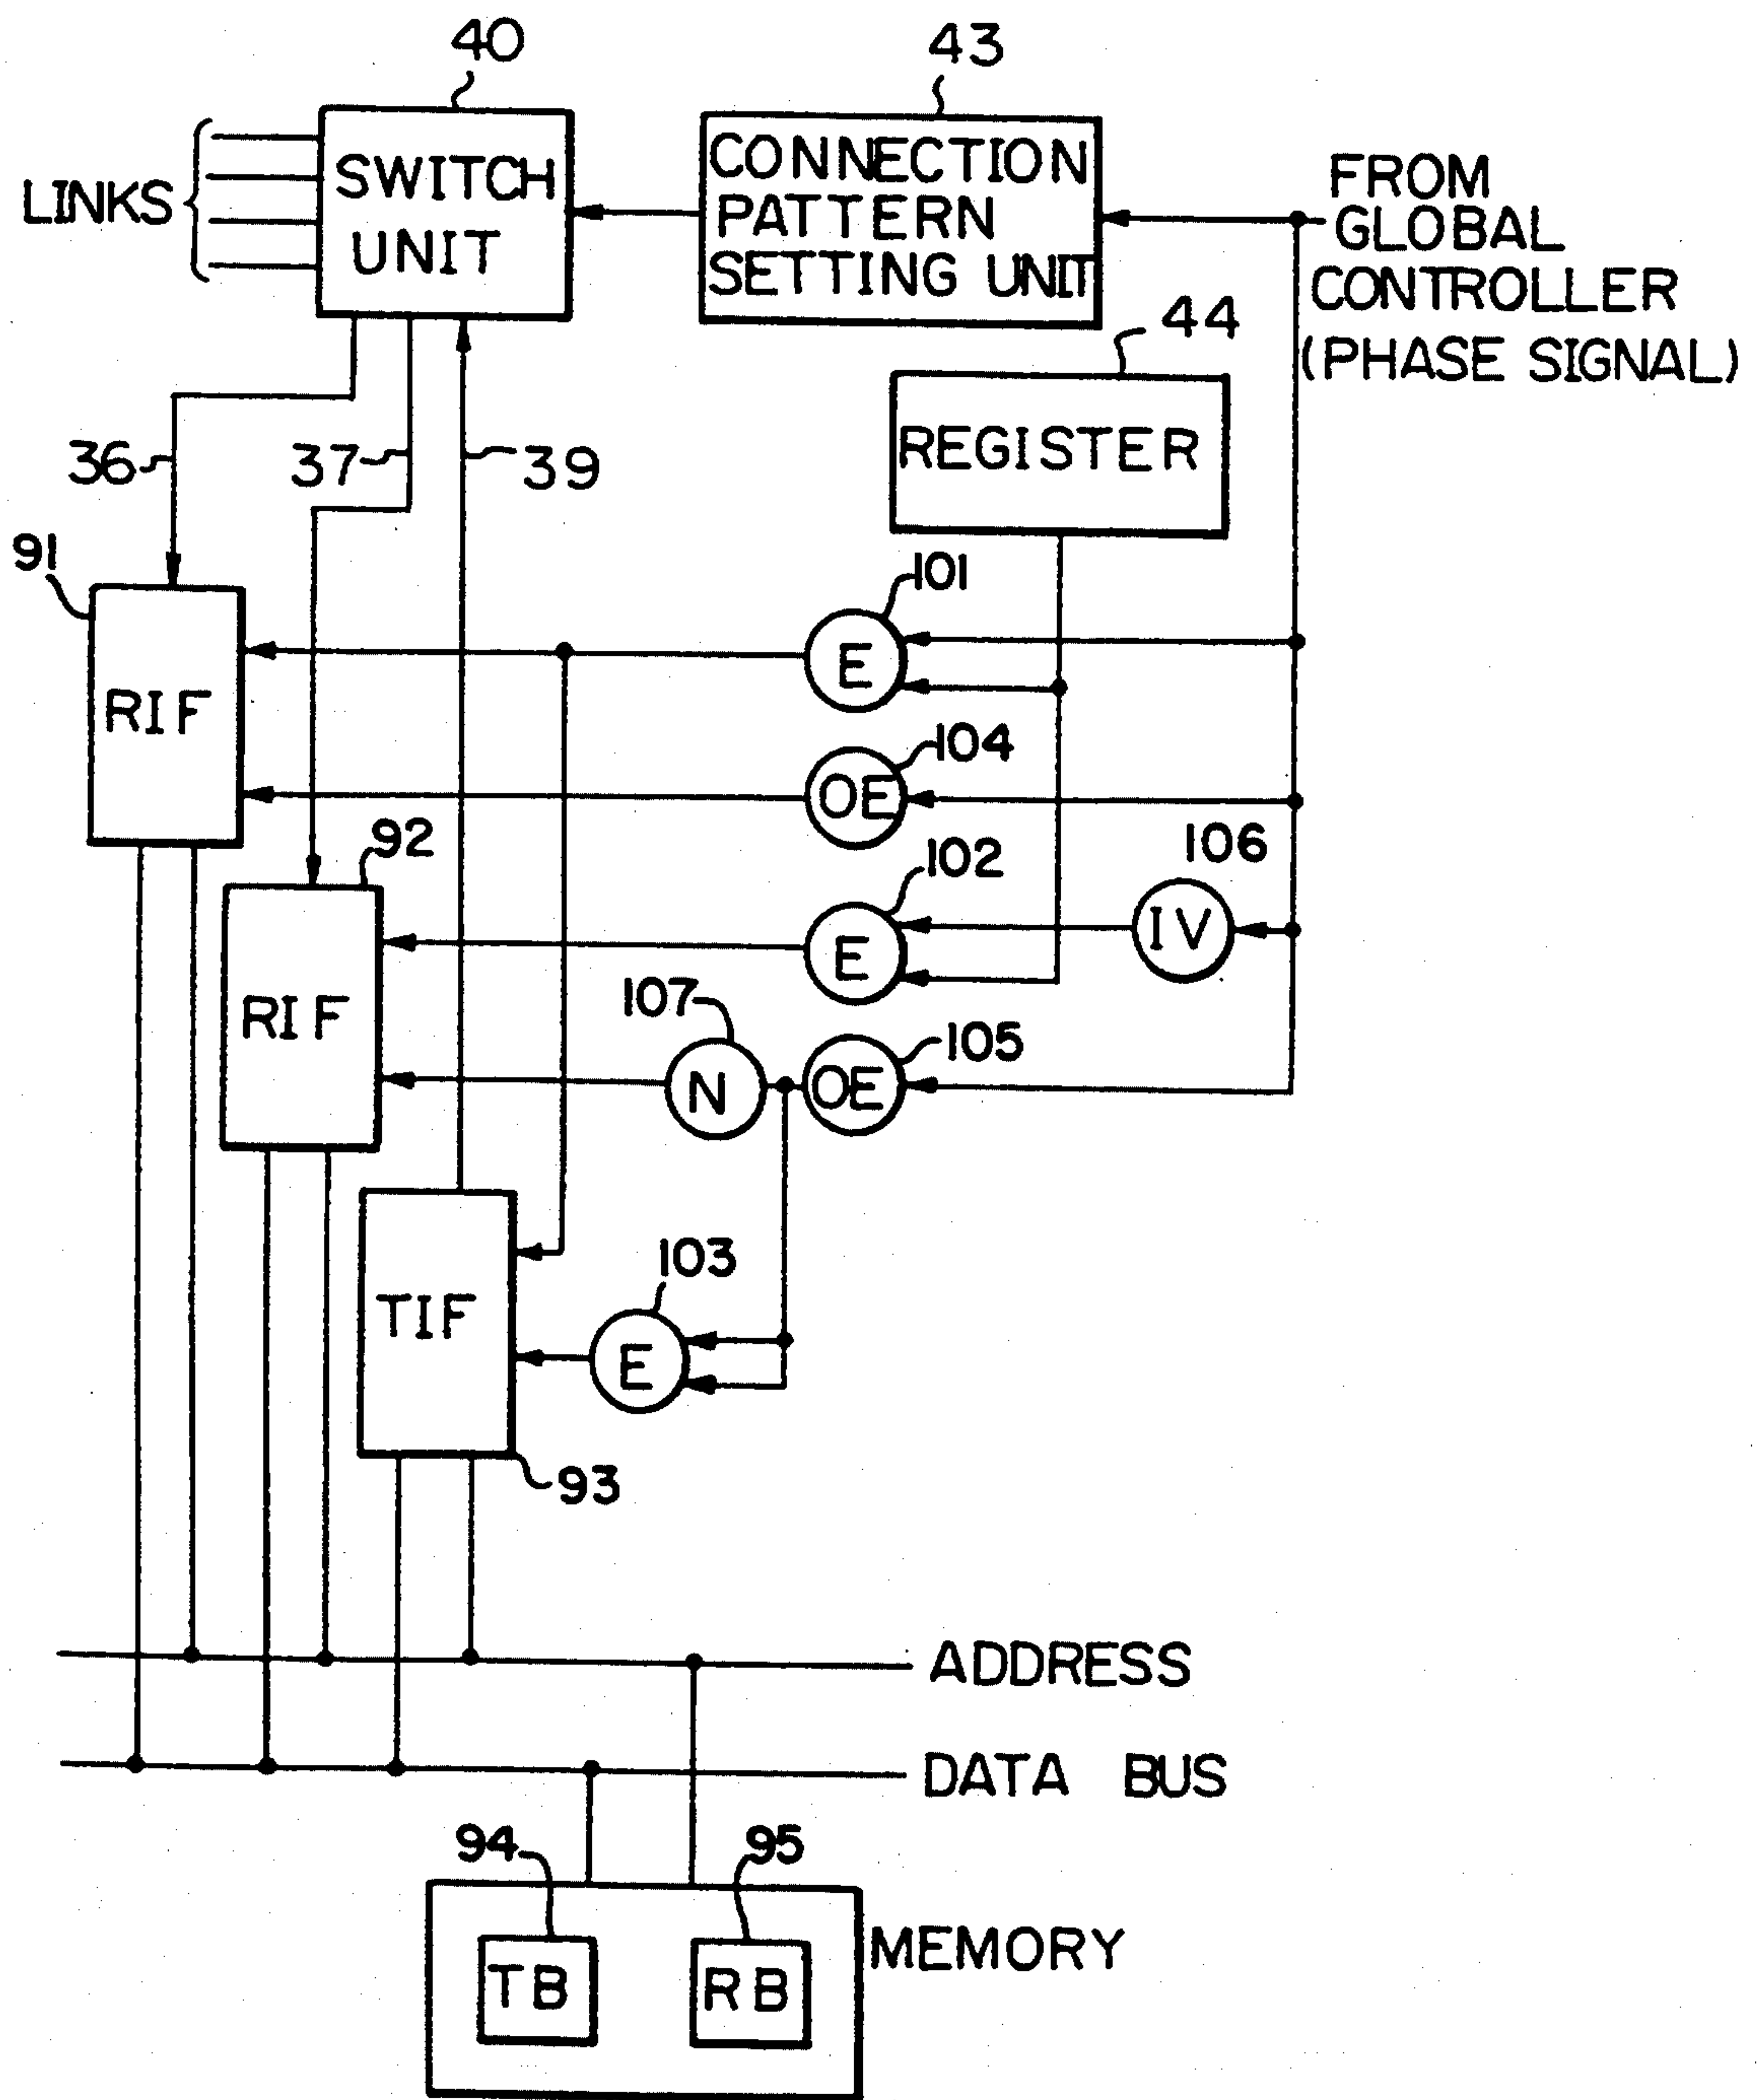 40
43
LINKS
SWITCH
UNIT
CONNECTION
PATTERN
SETTING UNIT
FROM
GLOBAL
CONTROLLER
(PHASE SIGNAL)
44
REGISTER
36
37
39
91
RIF
101
E
104
OE
92
RIF
102
E
106
IV
107
N
105
OE
TIF
103
E
93
ADDRESS
DATA BUS
94
95
TB
RB
MEMORY